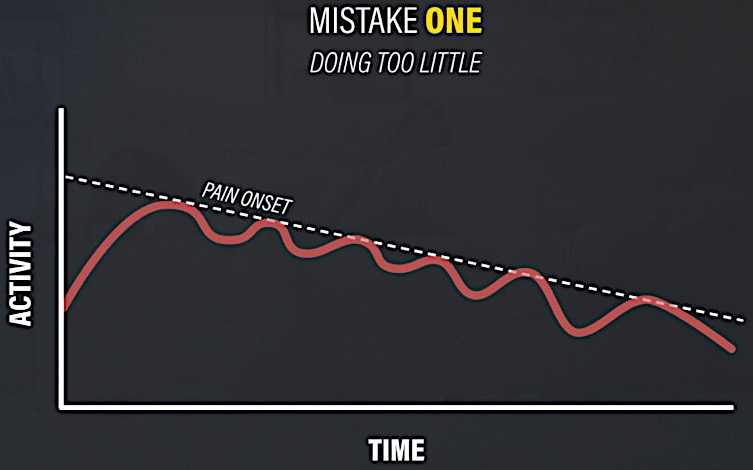 MISTAKE ONE
DOING TOO LITTLE
PAIN ONSET
ACTIVITY
TIME